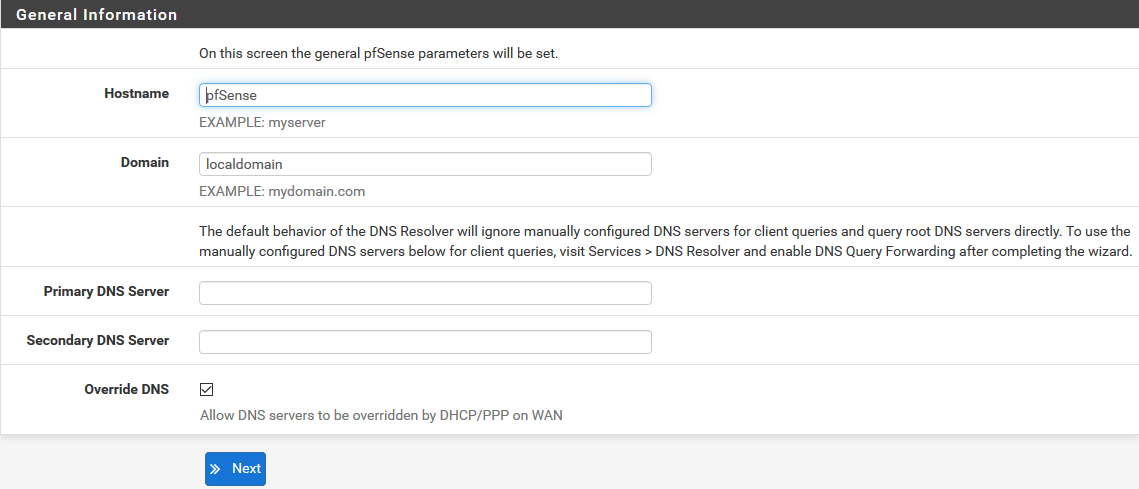 General Information
On this screen the general pfSense parameters will be set.
Hostname
pfSense
EXAMPLE: myserver
Domain
localdomain
EXAMPLE: mydomain.com
The default behavior of the DNS Resolver will ignore manually configured DNS servers for client queries and query root DNS servers directly. To use the
manually configured DNS servers below for client queries, visit Services > DNS Resolver and enable DNS Query Forwarding after completing the wizard.
Primary DNS Server
Secondary DNS Server
Override DNS
Allow DNS servers to be overridden by DHCP/PPP on WAN
Next